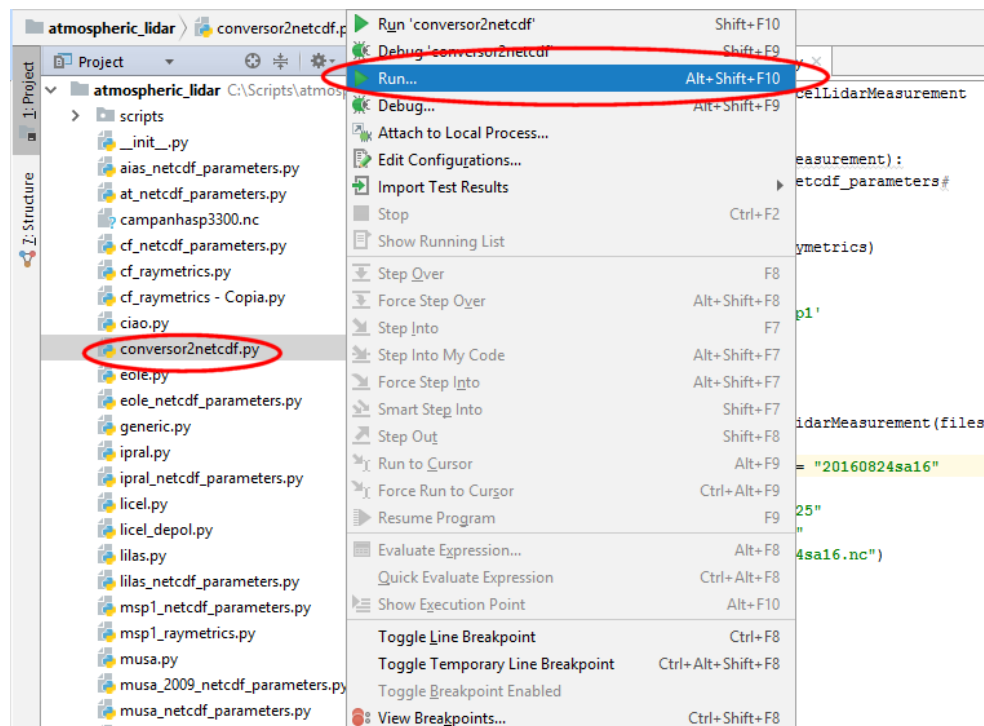 atmospheric_lidar
conversor2netcdf.p
1: Project
7: Structure
Project
atmospheric_lidar C:\Scripts\atmosp
scripts
__init__.py
aias_netcdf_parameters.py
at_netcdf_parameters.py
campanhasp3300.nc
cf_netcdf_parameters.py
cf_raymetrics.py
cf_raymetrics - Copia.py
ciao.py
conversor2netcdf.py
eole.py
eole_netcdf_parameters.py
generic.py
ipral.py
ipral_netcdf_parameters.py
licel.py
licel_depol.py
lilas.py
lilas_netcdf_parameters.py
msp1_netcdf_parameters.py
msp1_raymetrics.py
musa.py
musa_2009_netcdf_parameters.py
musa_netcdf_parameters.py
Run 'conversor2netcdf' Shift+F10
Debug 'conversor2netcdf' Shift+F9
Run... Alt+Shift+F10
Debug... Alt+Shift+F9
Attach to Local Process...
Edit Configurations...
Import Test Results
Stop Ctrl+F2
Show Running List
Step Over F8
Force Step Over Alt+Shift+F8
Step Into F7
Step Into My Code Alt+Shift+F7
Force Step Into Alt+Shift+F7
Smart Step Into Shift+F7
Step Out Shift+F8
Run to Cursor Alt+F9
Force Run to Cursor Ctrl+Alt+F9
Resume Program F9
Evaluate Expression... Alt+F8
Quick Evaluate Expression Ctrl+Alt+F8
Show Execution Point Alt+F10
Toggle Line Breakpoint Ctrl+F8
Toggle Temporary Line Breakpoint Ctrl+Alt+Shift+F8
Toggle Breakpoint Enabled
View Breakpoints... Ctrl+Shift+F8
y
celLidarMeasurement
easurement):
etcdf_parameters#
ymetrics)
p1'
idarMeasurement(files
= "20160824sa16"
25"
"
4sa16.nc")